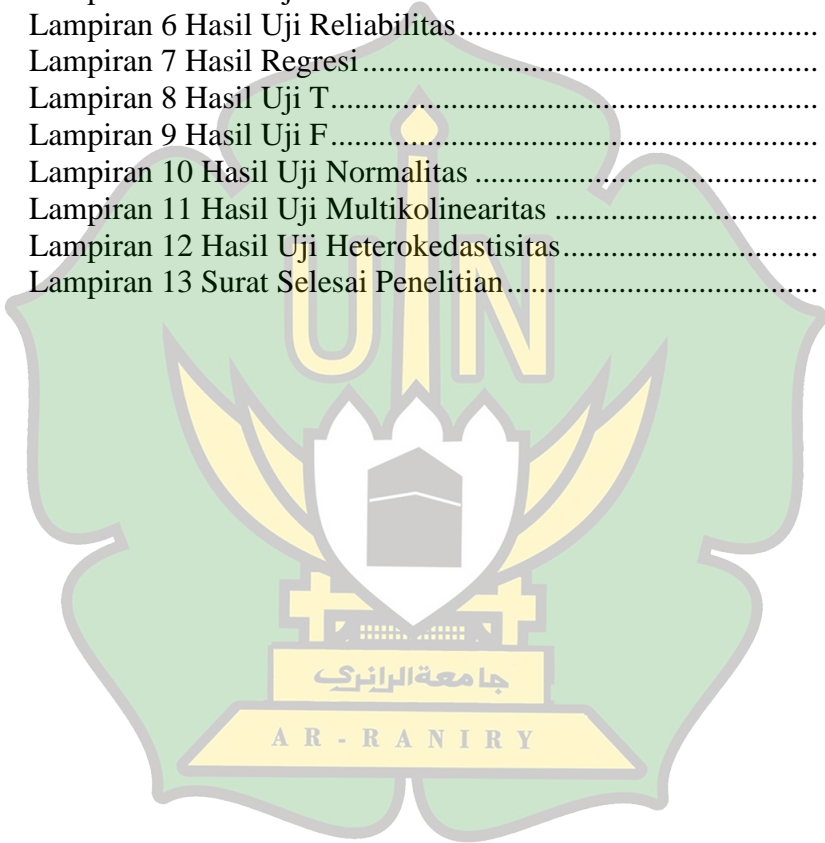 Lampiran 6 Hasil Uji Reliabilitas..............................................
Lampiran 7 Hasil Regresi...........................................................
Lampiran 8 Hasil Uji T...............................................................
Lampiran 9 Hasil Uji F...............................................................
Lampiran 10 Hasil Uji Normalitas ............................................
Lampiran 11 Hasil Uji Multikolinearitas ..................................
Lampiran 12 Hasil Uji Heterokedastisitas.................................
Lampiran 13 Surat Selesai Penelitian........................................
UIN
جامعةالرانري
AR-RANIRY